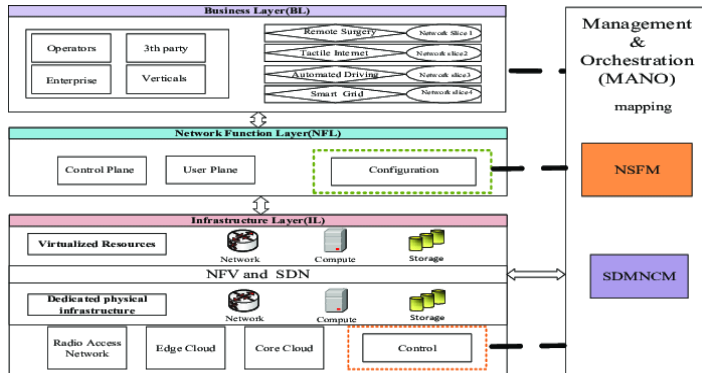 Business Layer(BL)
Operators
3th party
Enterprise
Verticals
Remote Surgery
Network Slice 1
Tactile Internet
Network slice2
Automated Driving
Network slice3
Smart Grid
Network slice4
Network Function Layer(NFL)
Control Plane
User Plane
Configuration
Infrastructure Layer(IL)
Virtualized Resources
Network
Compute
Storage
NFV and SDN
Dedicated physical
infrastructure
Network
Compute
Storage
Radio Access
Network
Edge Cloud
Core Cloud
Control
Management
&
Orchestration
(MANO)
mapping
NSFM
SDMNCM